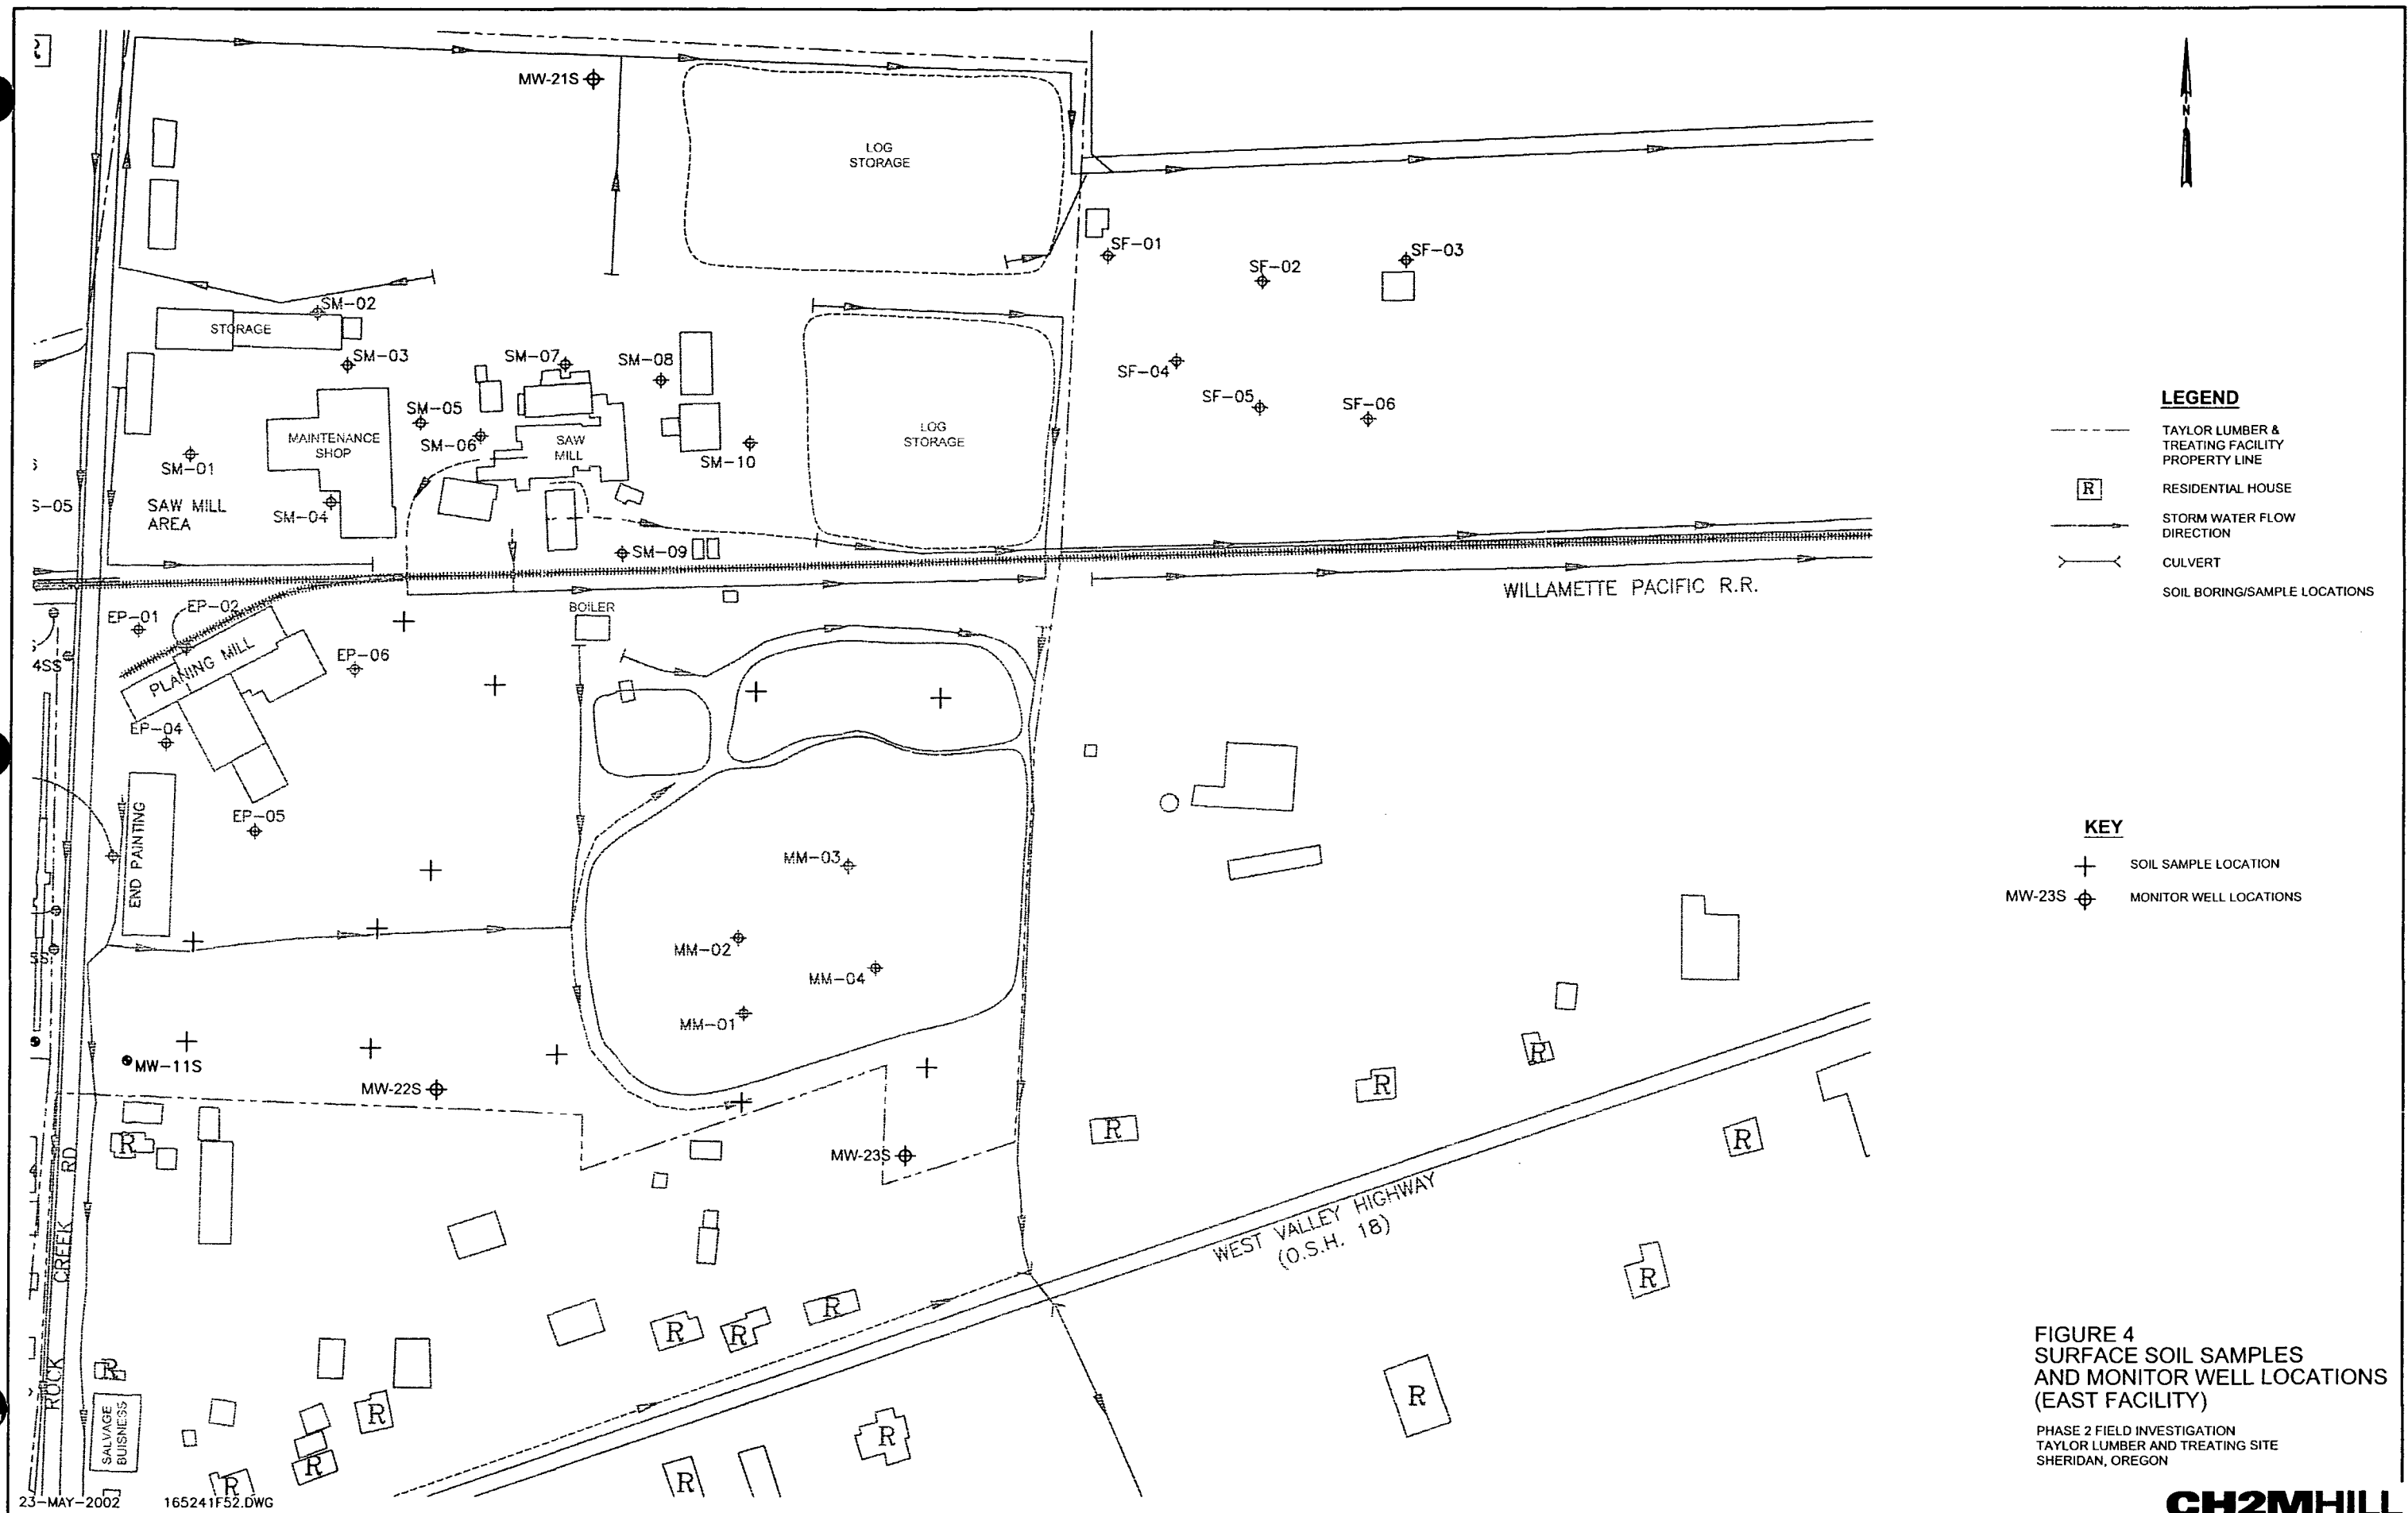 MW-21S
LOG
STORAGE
N
SF-01
SF-02
SF-03
SM-02
STORAGE
SM-03
SM-07
SM-08
SF-04
SF-05
SF-06
SM-05
SM-06
MAINTENANCE
SHOP
SAW
MILL
LOG
STORAGE
SM-10
SM-01
S-05
SAW MILL
AREA
SM-04
SM-09
WILLAMETTE PACIFIC R.R.
LEGEND
TAYLOR LUMBER &
TREATING FACILITY
PROPERTY LINE
R
RESIDENTIAL HOUSE
STORM WATER FLOW
DIRECTION
CULVERT
SOIL BORING/SAMPLE LOCATIONS
EP-01
EP-02
BOILER
4SS
PLANING MILL
EP-06
EP-04
EP-05
END PAINTING
MM-03
MM-02
MM-04
MM-01
KEY
SOIL SAMPLE LOCATION
MW-23S
MONITOR WELL LOCATIONS
MW-11S
MW-22S
MW-23S
R
R
R
R
R
R
ROCK CREEK RD
WEST VALLEY HIGHWAY
(O.S.H. 18)
R
R
R
R
R
R
R
R
R
R
R
SALVAGE
BUISNESS
FIGURE 4
SURFACE SOIL SAMPLES
AND MONITOR WELL LOCATIONS
(EAST FACILITY)
PHASE 2 FIELD INVESTIGATION
TAYLOR LUMBER AND TREATING SITE
SHERIDAN, OREGON
23-MAY-2002
165241F52.DWG
CH2MHILL